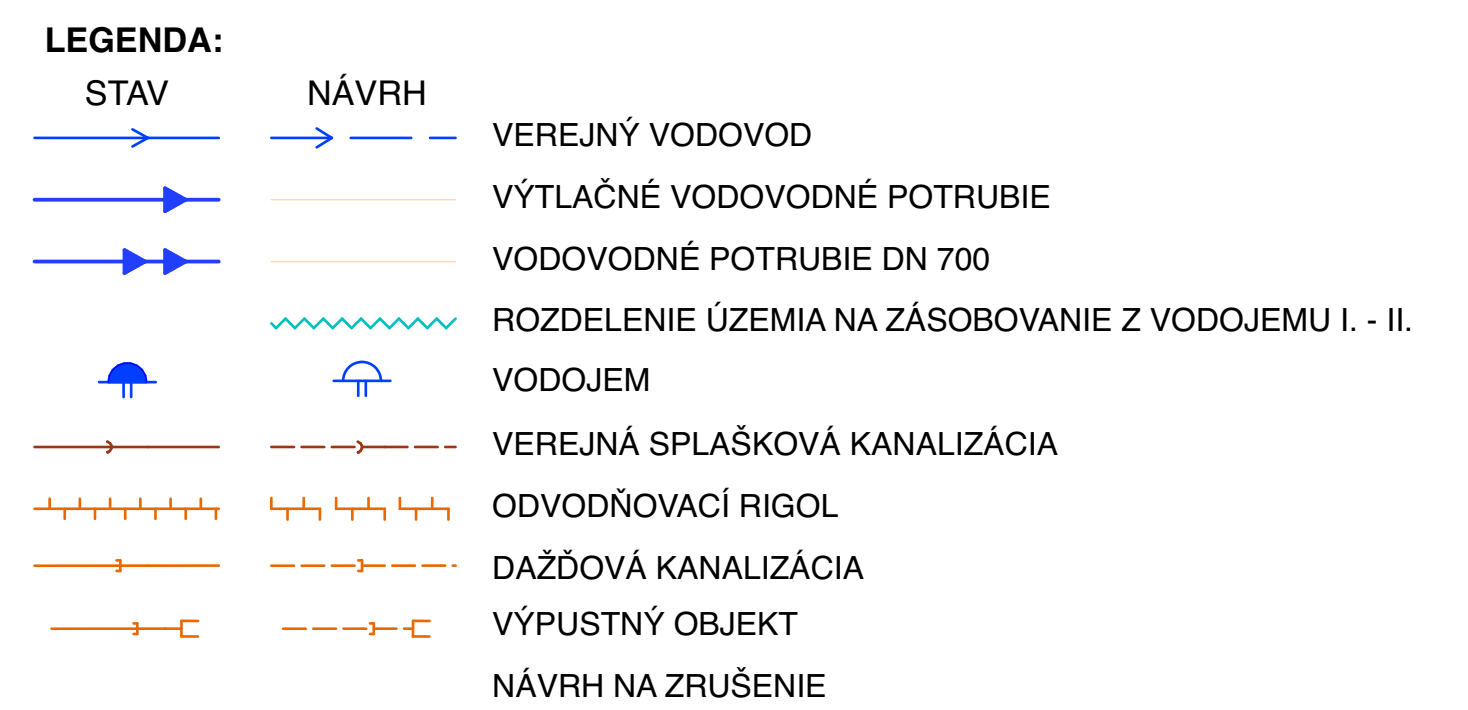 LEGENDA:
STAV NÁVRH
VEREJNÝ VODOVOD
VÝTLAČNÉ VODOVODNÉ POTRUBIE
VODOVODNÉ POTRUBIE DN 700
ROZDELENIE ÚZEMIA NA ZÁSOBOVANIE Z VODOJEMU I. - II.
VODOJEM
VEREJNÁ SPLAŠKOVÁ KANALIZÁCIA
ODVODŇOVACÍ RIGOL
DAŽĎOVÁ KANALIZÁCIA
VÝPUSTNÝ OBJEKT
NÁVRH NA ZRUŠENIE